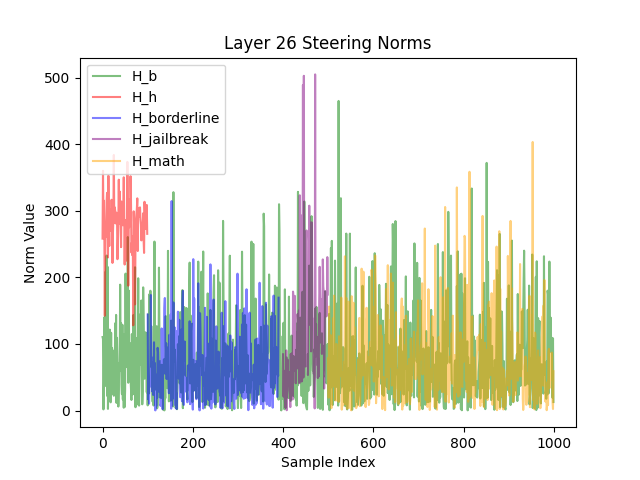 Layer 26 Steering Norms
H_b
H_h
H_borderline
H_jailbreak
H_math
500
400
300
200
100
0
Norm Value
0
200
400
600
800
1000
Sample Index